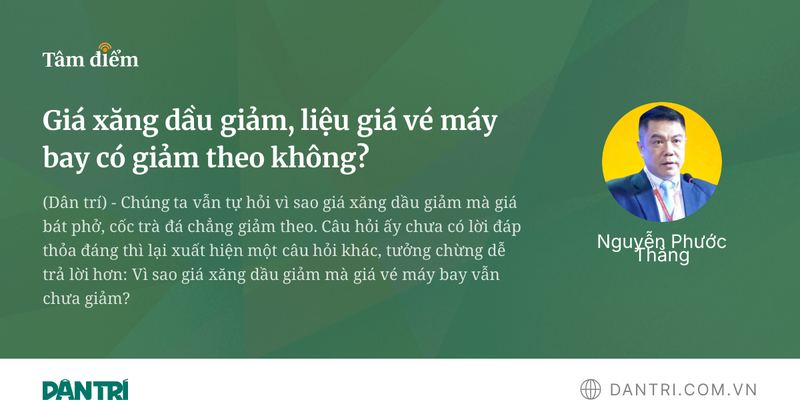 Tâm điểm
Giá xăng dầu giảm, liệu giá vé máy
bay có giảm theo không?
(Dân trí) - Chúng ta vẫn tự hỏi vì sao giá xăng dầu giảm mà giá
bát phở, cốc trà đá chẳng giảm theo. Câu hỏi ấy chưa có lời đáp
thỏa đáng thì lại xuất hiện một câu hỏi khác, tưởng chừng dễ
trả lời hơn: Vì sao giá xăng dầu giảm mà giá vé máy bay vẫn
chưa giảm?
Nguyễn Phước
Thắng
DÂN TRÍ
DANTRI.COM.VN